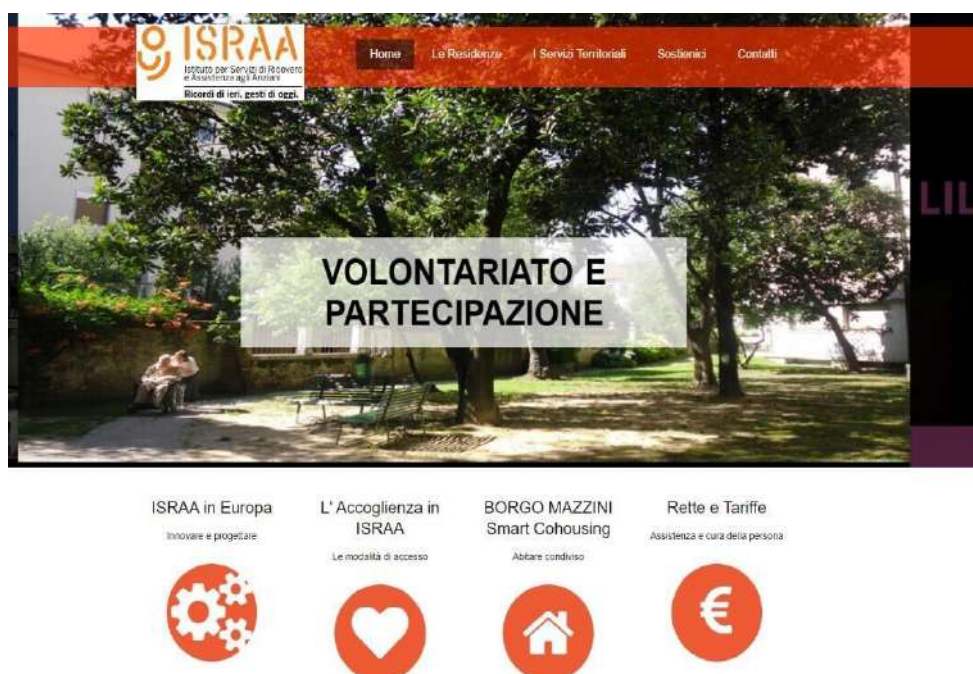 ISRAA
Istituto per Servizi di Ricovero
e Assistenza agli Anziani
Ricordi di ieri, gesti di oggi.
Home Le Residenze I Servizi Territoriali Sostienici Contatti
LIL
VOLONTARIATO E
PARTECIPAZIONE
ISRAA in Europa
Innovare e progettare
L' Accoglienza in
ISRAA
Le modalità di accesso
BORGO MAZZINI
Smart Cohousing
Abitare condiviso
Rette e Tariffe
Assistenza e cura della persona
€